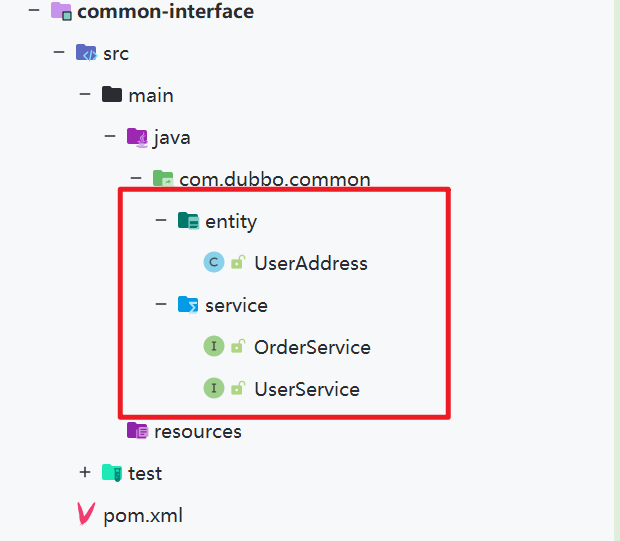 common-interface
src
main
java
com.dubbo.common
entity
C UserAddress
service
I OrderService
I UserService
resources
test
pom.xml